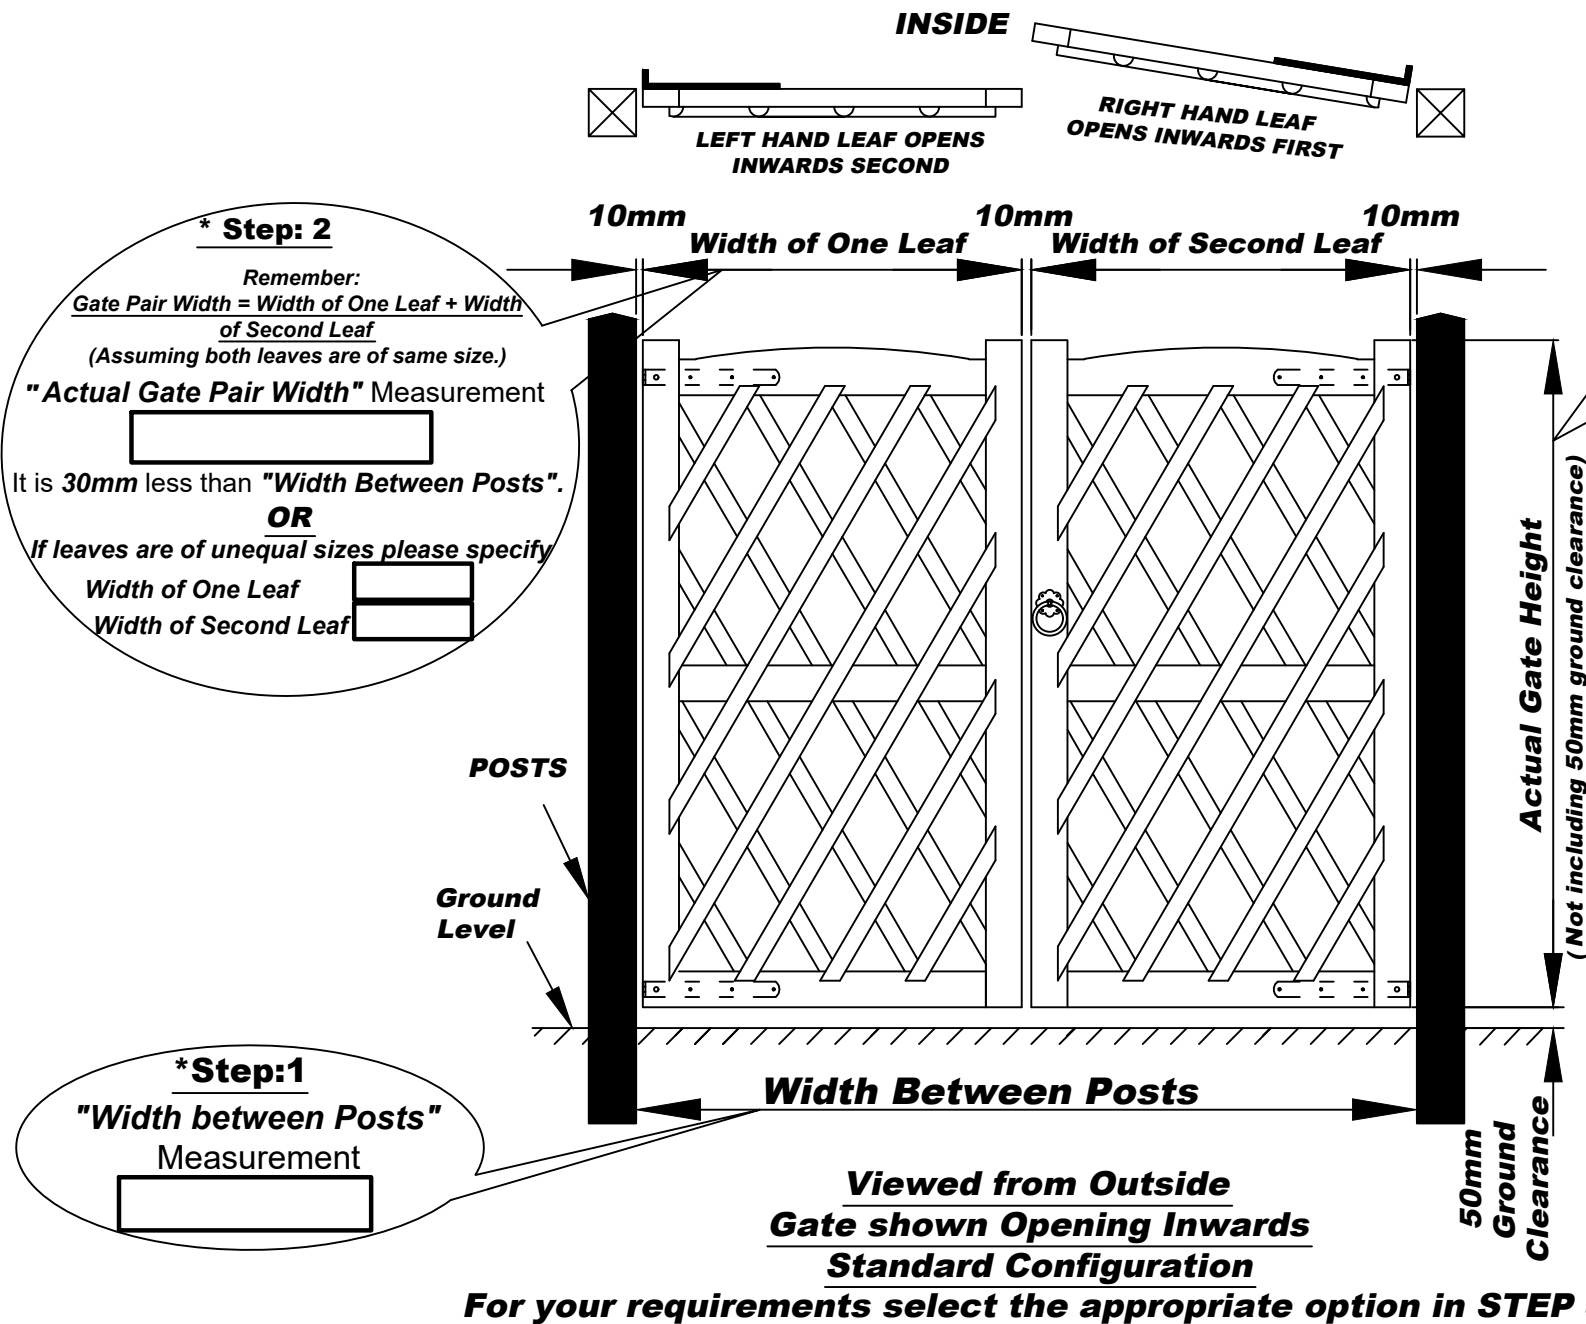 INSIDE
LEFT HAND LEAF OPENS
INWARDS SECOND
RIGHT HAND LEAF
OPENS INWARDS FIRST
10mm
10mm
10mm
Width of One Leaf
Width of Second Leaf
* Step: 2
Remember:
Gate Pair Width = Width of One Leaf + Width
of Second Leaf
(Assuming both leaves are of same size.)
"Actual Gate Pair Width" Measurement
It is 30mm less than "Width Between Posts".
OR
If leaves are of unequal sizes please specify
Width of One Leaf
Width of Second Leaf
POSTS
Ground
Level
Actual Gate Height
( Not including 50mm ground clearance)
*Step:1
"Width between Posts"
Measurement
Width Between Posts
50mm
Ground
Clearance
Viewed from Outside
Gate shown Opening Inwards
Standard Configuration
For your requirements select the appropriate option in STEP